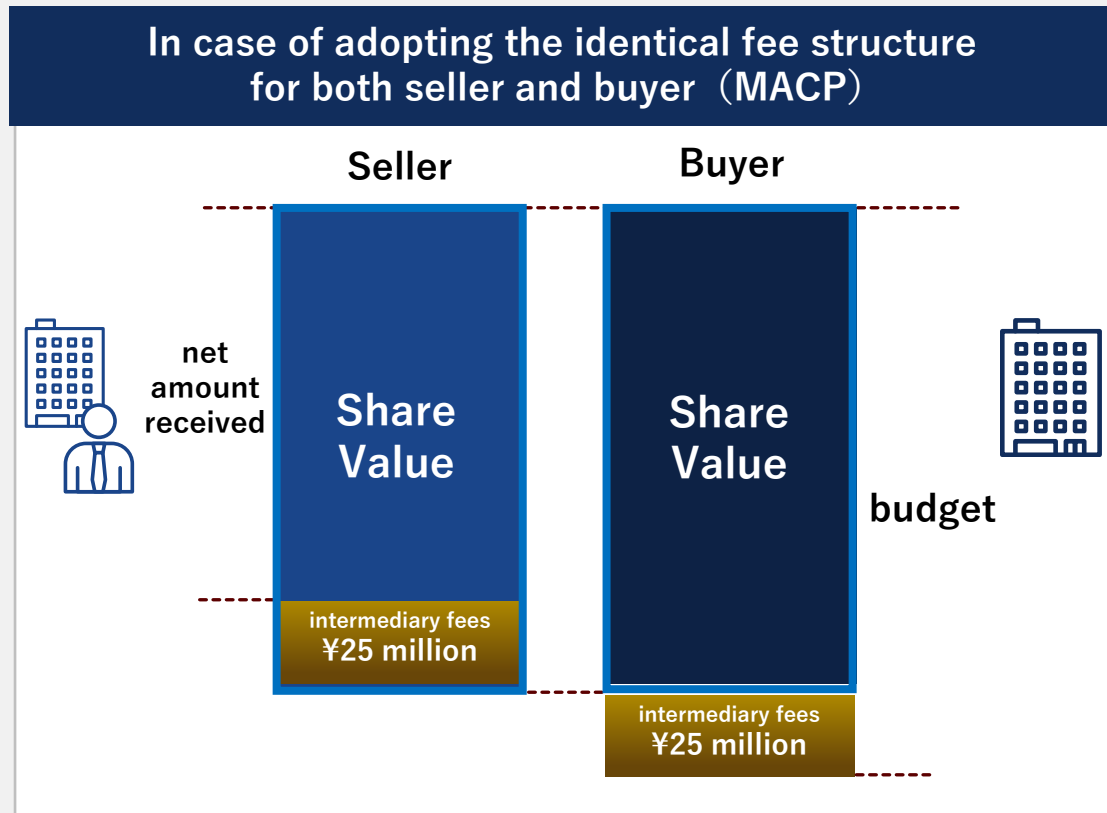 In case of adopting the identical fee structure
for both seller and buyer（MACP）
Seller
Buyer
net
amount
received
Share
Value
Share
Value
budget
intermediary fees
¥25 million
intermediary fees
¥25 million